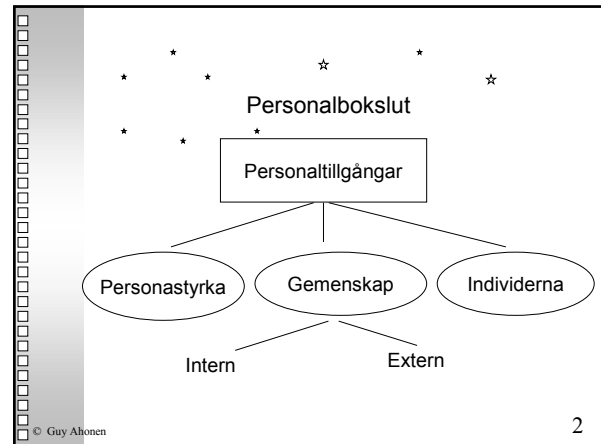 Personalbokslut
Personaltillgångar
Personastyrka Gemenskap Individerna
Intern Extern
© Guy Ahonen 2